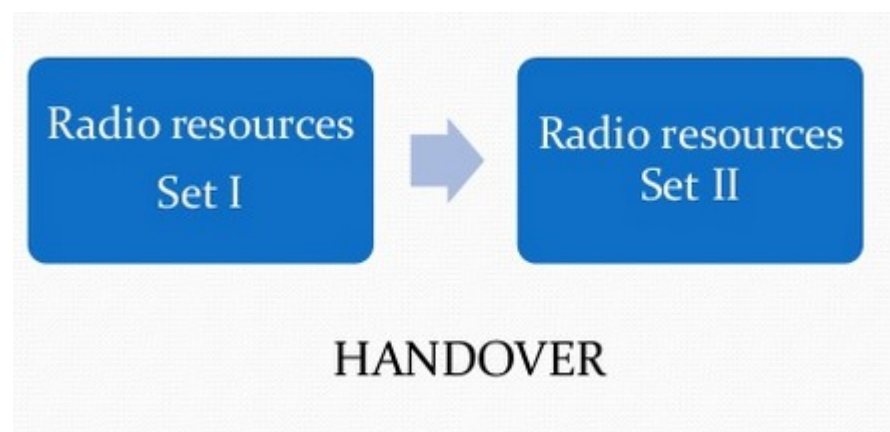 Radio resources
Set I
Radio resources
Set II
HANDOVER